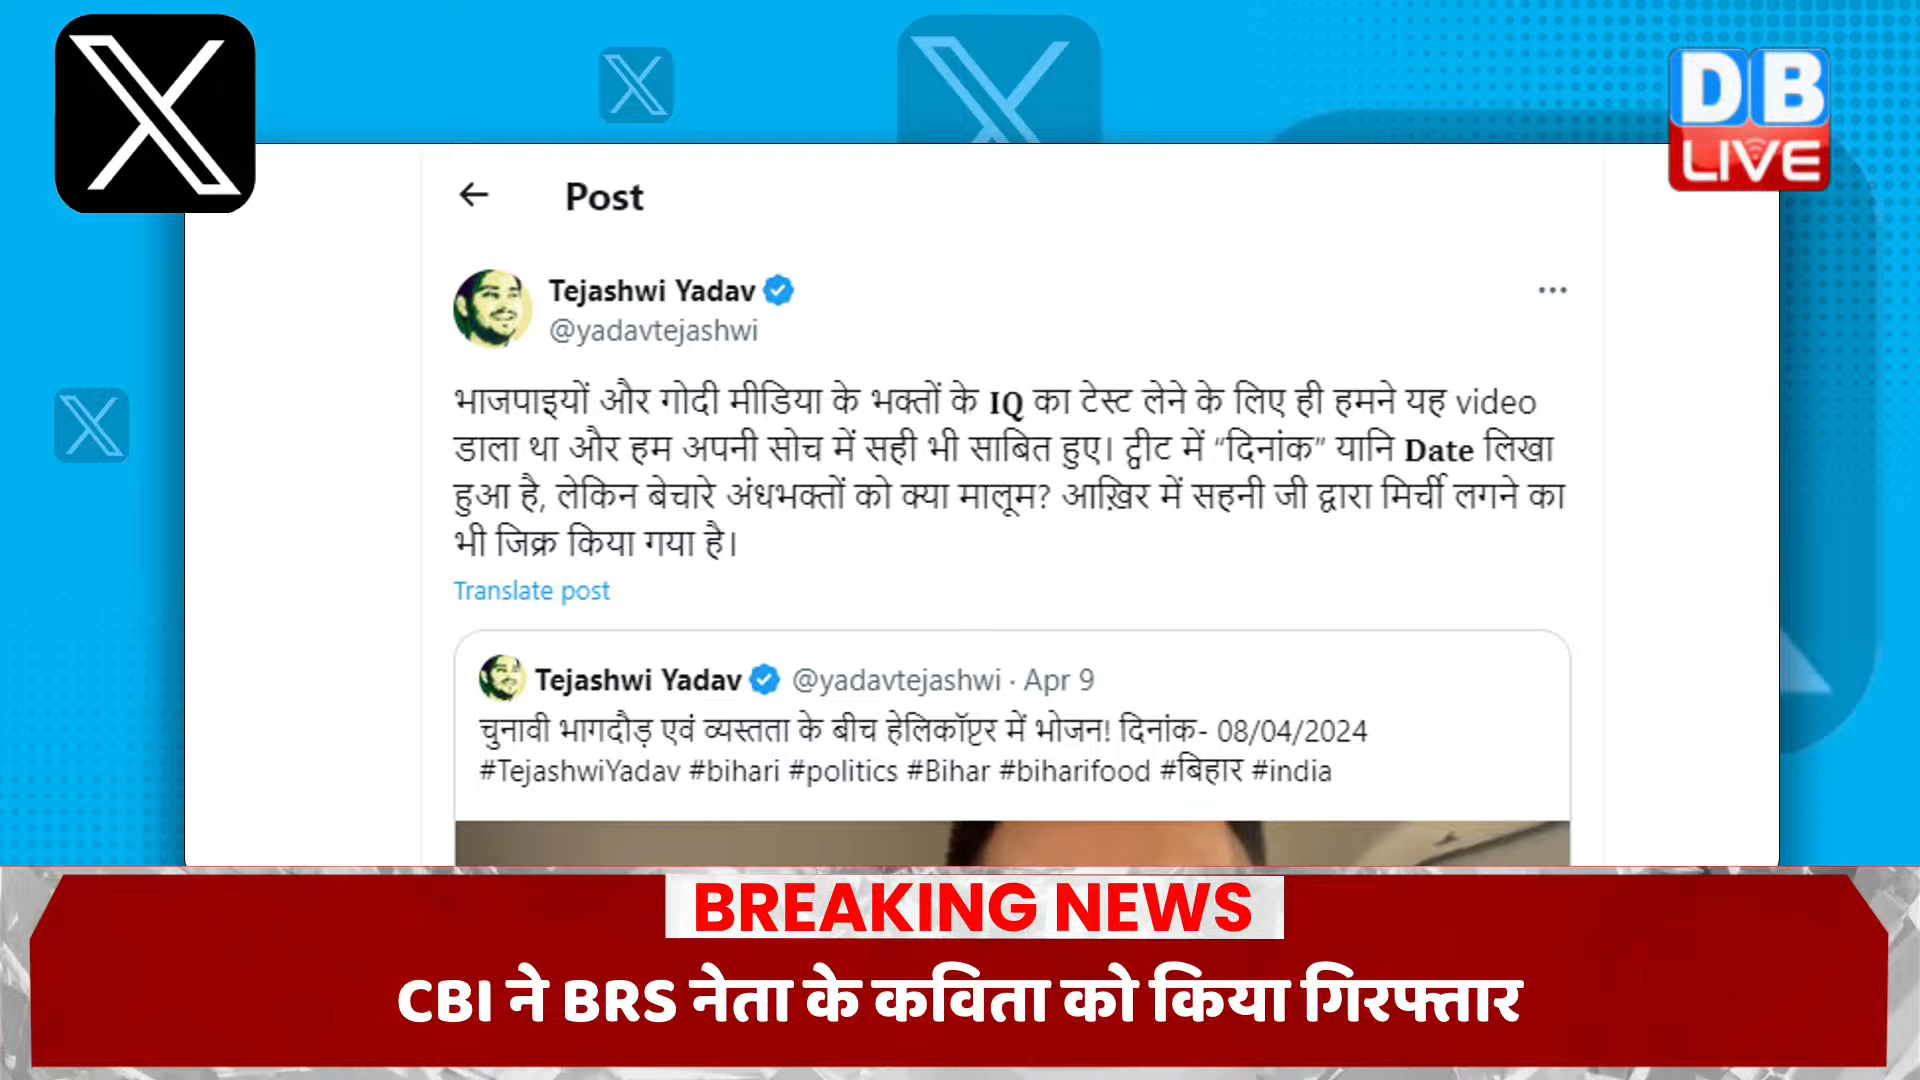 DB
LIVE
Post
Tejashwi Yadav
@yadavtejashwi
भाजपाइयों और गोदी मीडिया के भक्तों के IQ का टेस्ट लेने के लिए ही हमने यह video
डाला था और हम अपनी सोच में सही भी साबित हुए। ट्वीट में “दिनांक” यानि Date लिखा
हुआ है, लेकिन बेचारे अंधभक्तों को क्या मालूम? आख़िर में सहनी जी द्वारा मिर्ची लगने का
भी जिक्र किया गया है।
Translate post
Tejashwi Yadav @yadavtejashwi · Apr 9
चुनावी भागदौड़ एवं व्यस्तता के बीच हेलिकॉप्टर में भोजन! दिनांक- 08/04/2024
#TejashwiYadav #bihari #politics #Bihar #biharifood #बिहार #india
BREAKING NEWS
CBI ने BRS नेता के कविता को किया गिरफ्तार